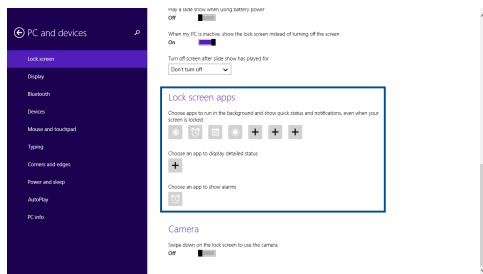 PC and devices
Lock screen
Display
Bluetooth
Devices
Mouse and touchpad
Typing
Corners and edges
Power and sleep
AutoPlay
PC info
Play a slide show when using battery power
Off
When my PC is inactive, show the lock screen instead of turning off the screen
On
Turn off screen after slide show has played for
Don't turn off
Lock screen apps
Choose apps to run in the background and show quick status and notifications, even when your
screen is locked
Choose an app to display detailed status
Choose an app to show alarms
Camera
Swipe down on the lock screen to use the camera
Off